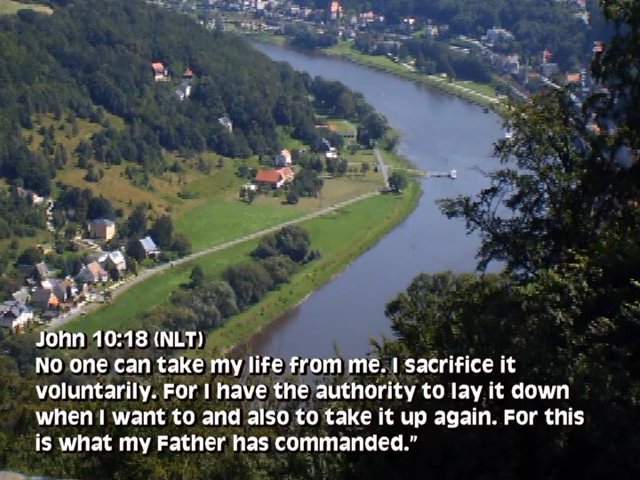 John 10:18 (NLT)
No one can take my life from me. I sacrifice it
voluntarily. For I have the authority to lay it down
when I want to and also to take it up again. For this
is what my Father has commanded.”